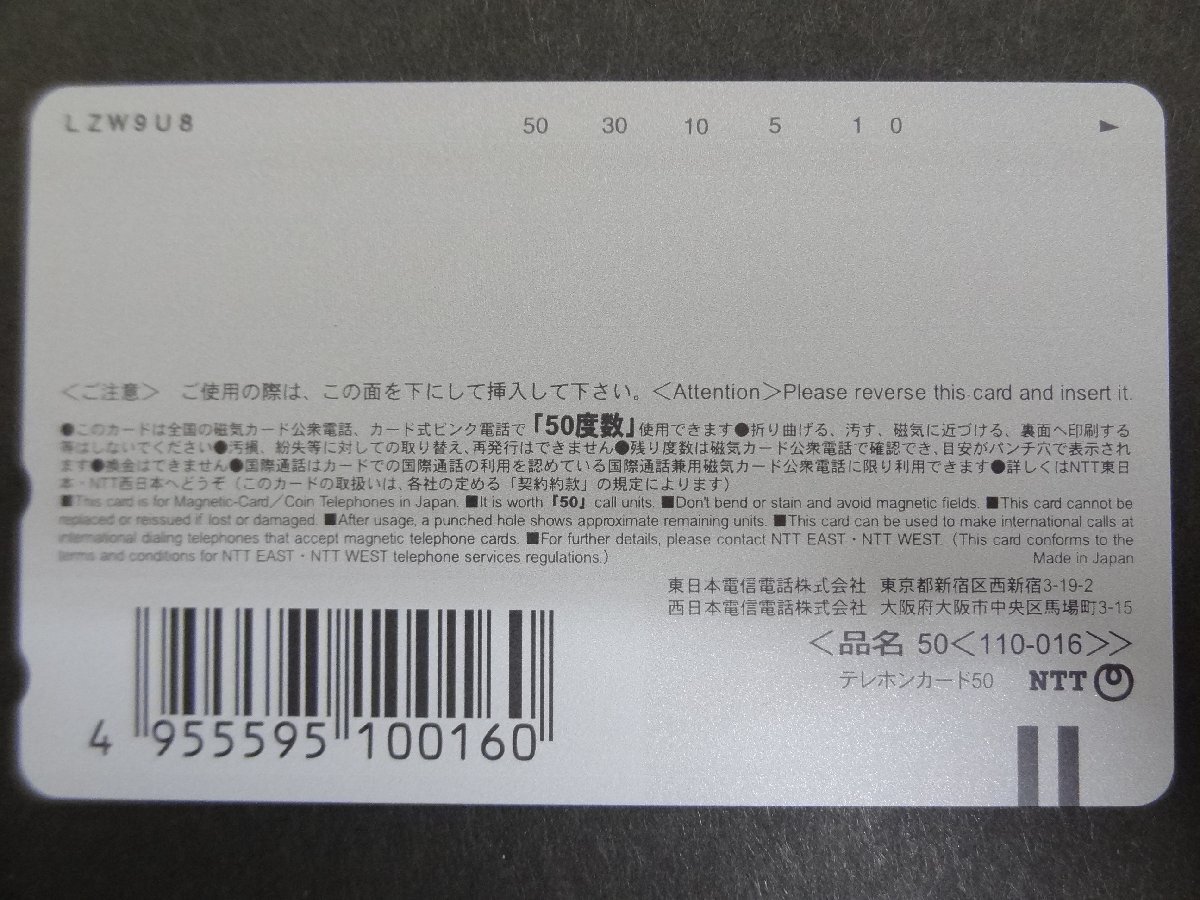 LZW9U8 50 30 10 5 1 0 ▶
＜ご注意＞ ご使用の際は、この面を下にして挿入して下さい。＜Attention＞Please reverse this card and insert it.
●このカードは全国の磁気カード公衆電話、カード式ピンク電話で「50度数」使用できます●折り曲げる、汚す、磁気に近づける、裏面へ印刷する
等はしないでください●汚損、紛失等に対しての取り替え、再発行はできません●残り度数は磁気カード公衆電話で確認でき、目安がパンチ穴で表示され
ます●換金はできません●国際通話はカードでの国際通話の利用を認めている国際通話兼用磁気カード公衆電話に限り利用できます●詳しくはNTT東日
本・NTT西日本へどうぞ（このカードの取扱いは、各社の定める「契約約款」の規定によります）
■This card is for Magnetic-Card／Coin Telephones in Japan. ■It is worth「50」call units. ■Don't bend or stain and avoid magnetic fields. ■This card cannot be
replaced or reissued if lost or damaged. ■After usage, a punched hole shows approximate remaining units. ■This card can be used to make international calls at
international dialing telephones that accept magnetic telephone cards. ■For further details, please contact NTT EAST・NTT WEST.（This card conforms to the
terms and conditions for NTT EAST・NTT WEST telephone services regulations.） Made in Japan
東日本電信電話株式会社 東京都新宿区西新宿3-19-2
西日本電信電話株式会社 大阪府大阪市中央区馬場町3-15
＜品名 50＜110-016＞＞
テレホンカード50 NTT
4 955595 100160